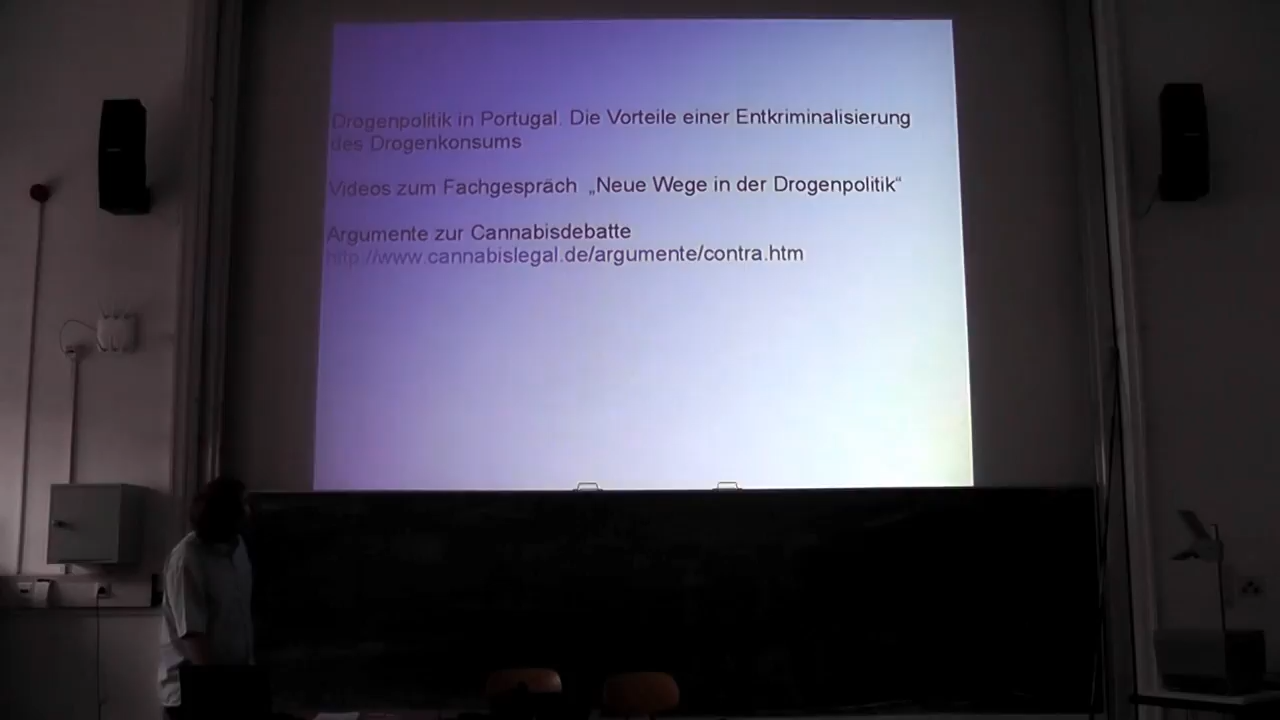 Drogenpolitik in Portugal. Die Vorteile einer Entkriminalisierung
des Drogenkonsums
Videos zum Fachgespräch „Neue Wege in der Drogenpolitik“
Argumente zur Cannabisdebatte
http://www.cannabislegal.de/argumente/contra.htm